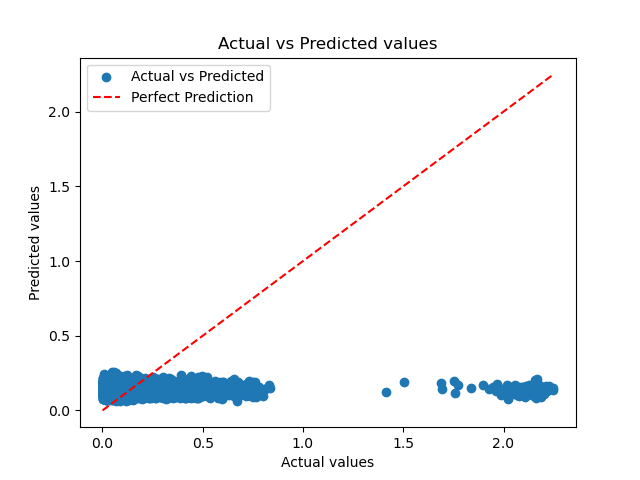 Actual vs Predicted values
Actual vs Predicted
Perfect Prediction
2.0
1.5
1.0
0.5
0.0
Predicted values
0.0 0.5 1.0 1.5 2.0
Actual values